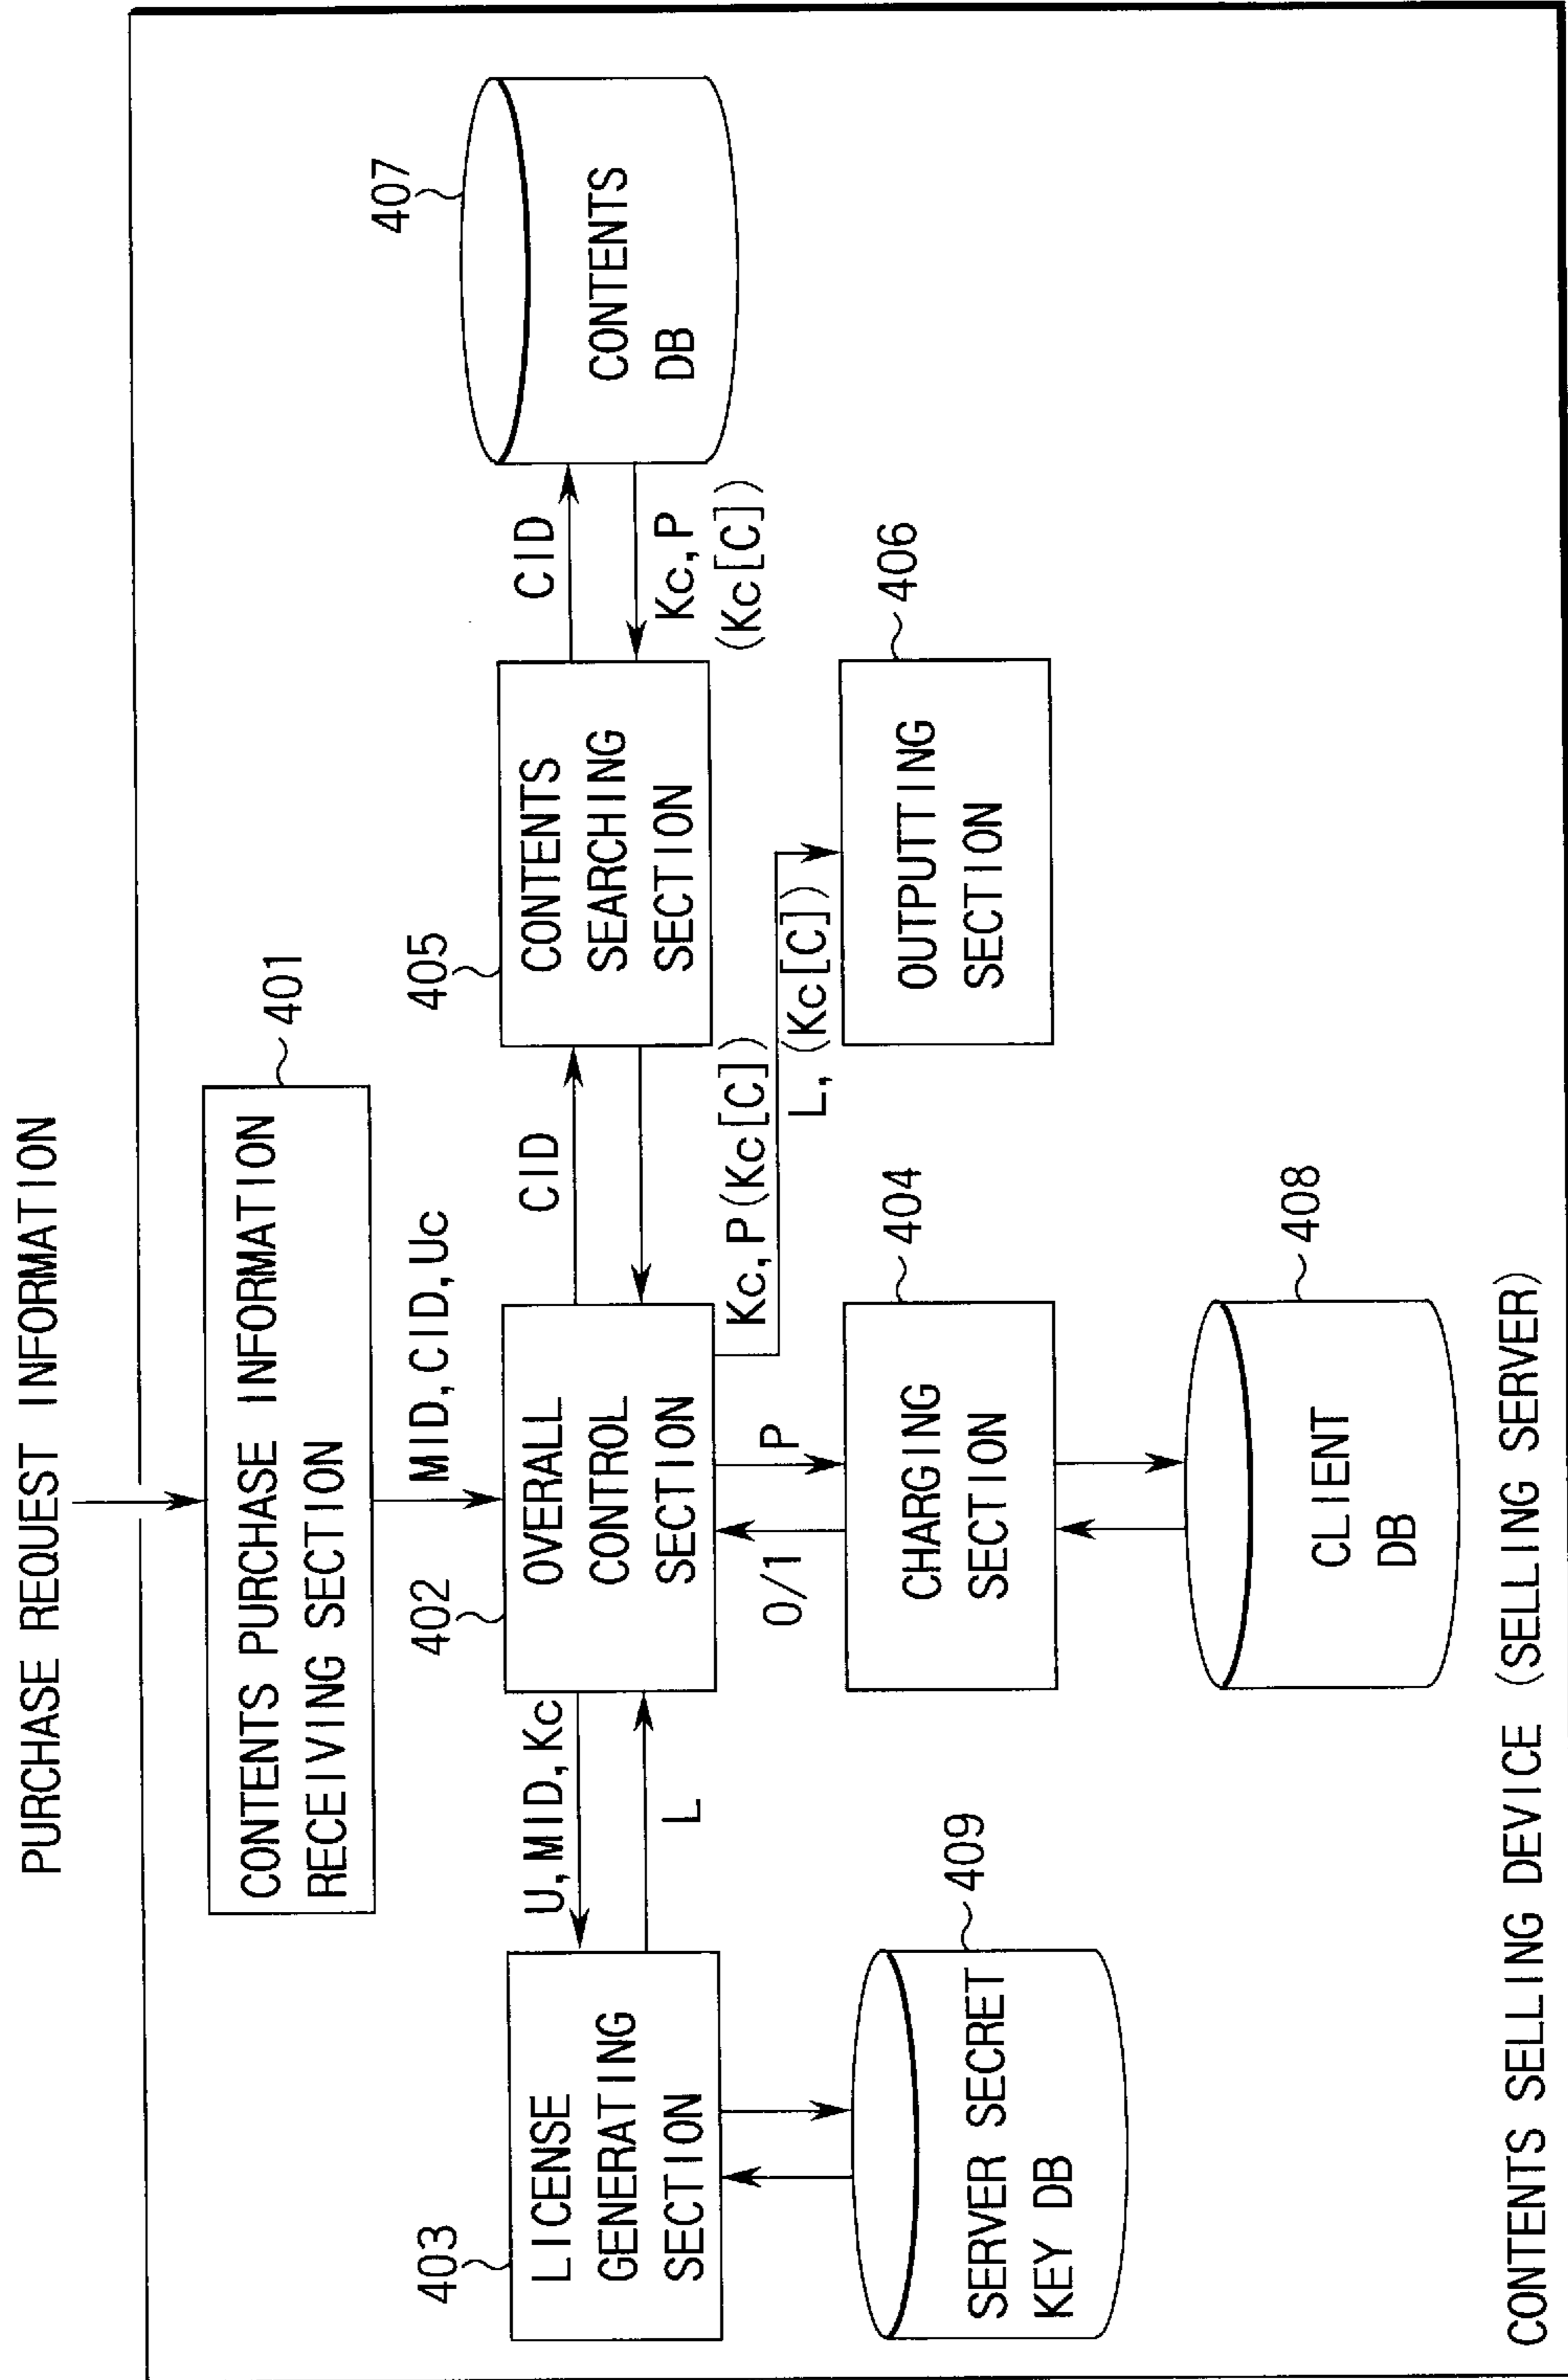 PURCHASE REQUEST INFORMATION
CONTENTS PURCHASE INFORMATION
RECEIVING SECTION
401
MID,CID,Uc
402
OVERALL
CONTROL
SECTION
U,MID,Kc
L
403
LICENSE
GENERATING
SECTION
409
SERVER SECRET
KEY DB
CID
405
CONTENTS
SEARCHING
SECTION
CID
Kc,P
(Kc[C])
407
CONTENTS
DB
Kc,P(Kc[C])
L,(Kc[C])
406
OUTPUTTING
SECTION
0/1
P
404
CHARGING
SECTION
408
CLIENT
DB
CONTENTS SELLING DEVICE (SELLING SERVER)